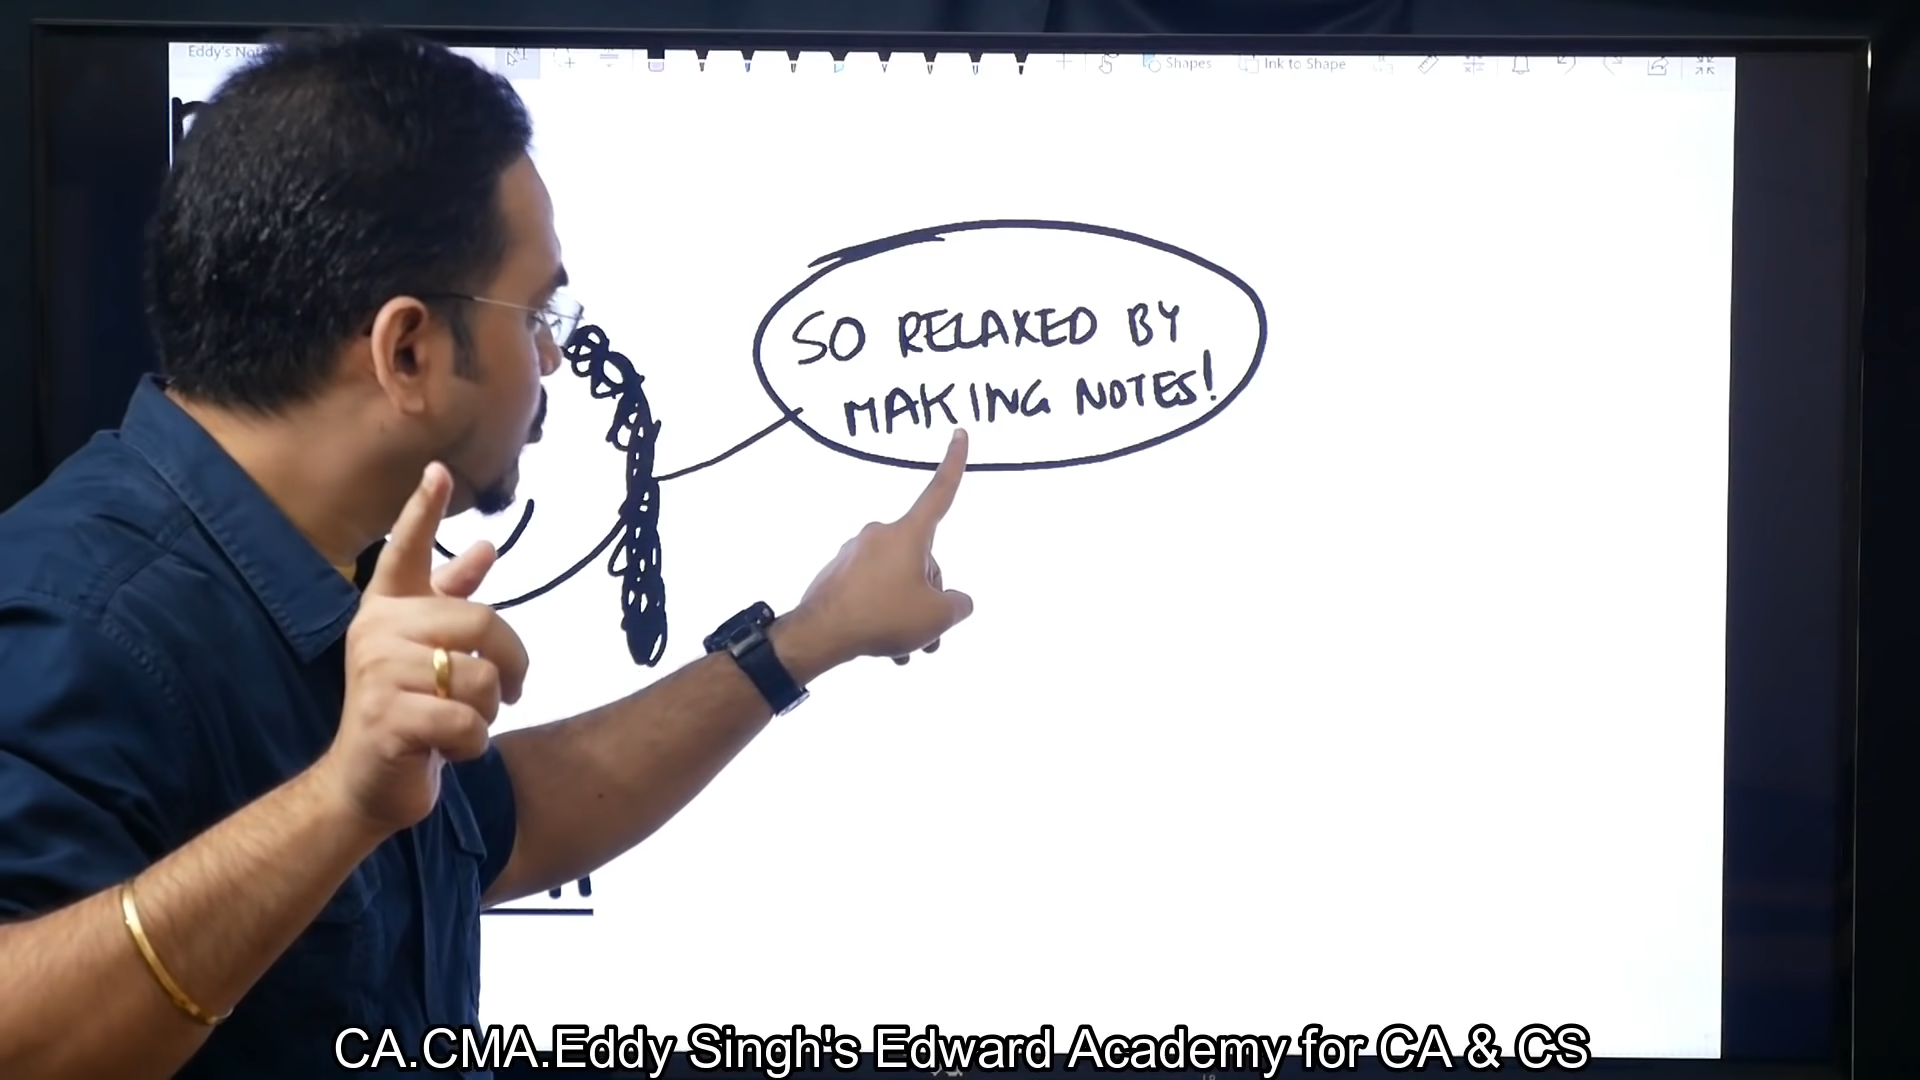 Eddy's
Shapes
Ink to Shape
SO RELAXED BY
MAKING NOTES!
CA.CMA.Eddy Singh's Edward Academy for CA & CS